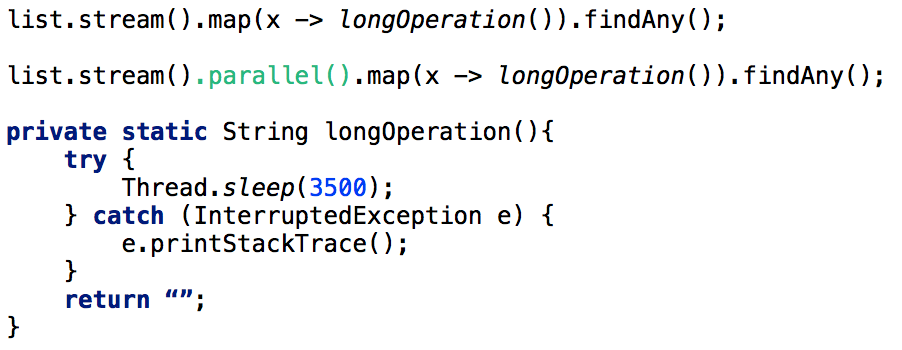 list.stream().map(x -> longOperation()).findAny();
list.stream().parallel().map(x -> longOperation()).findAny();
private static String longOperation(){
    try {
        Thread.sleep(3500);
    } catch (InterruptedException e) {
        e.printStackTrace();
    }
    return “”;
}